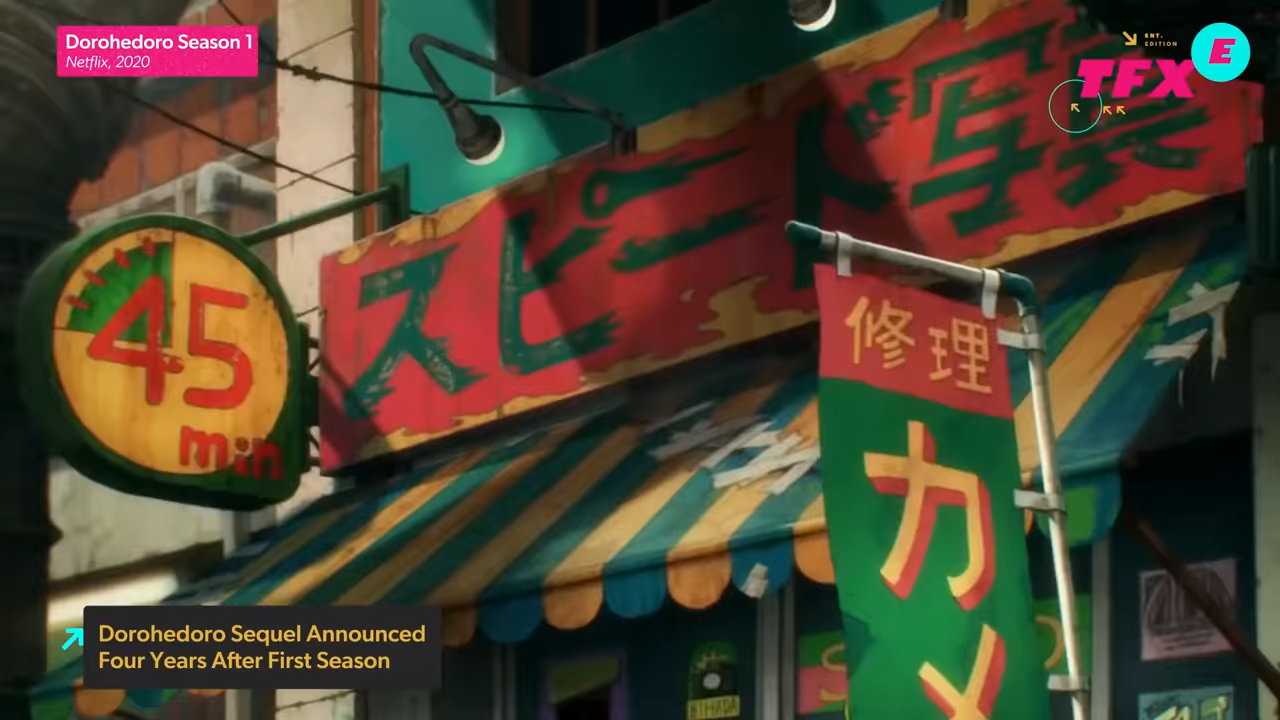 Dorohedoro Season 1
Netflix, 2020
ENT.
EDITION
TFX
E
スピード写真
45
min
修理
カメ
Dorohedoro Sequel Announced
Four Years After First Season